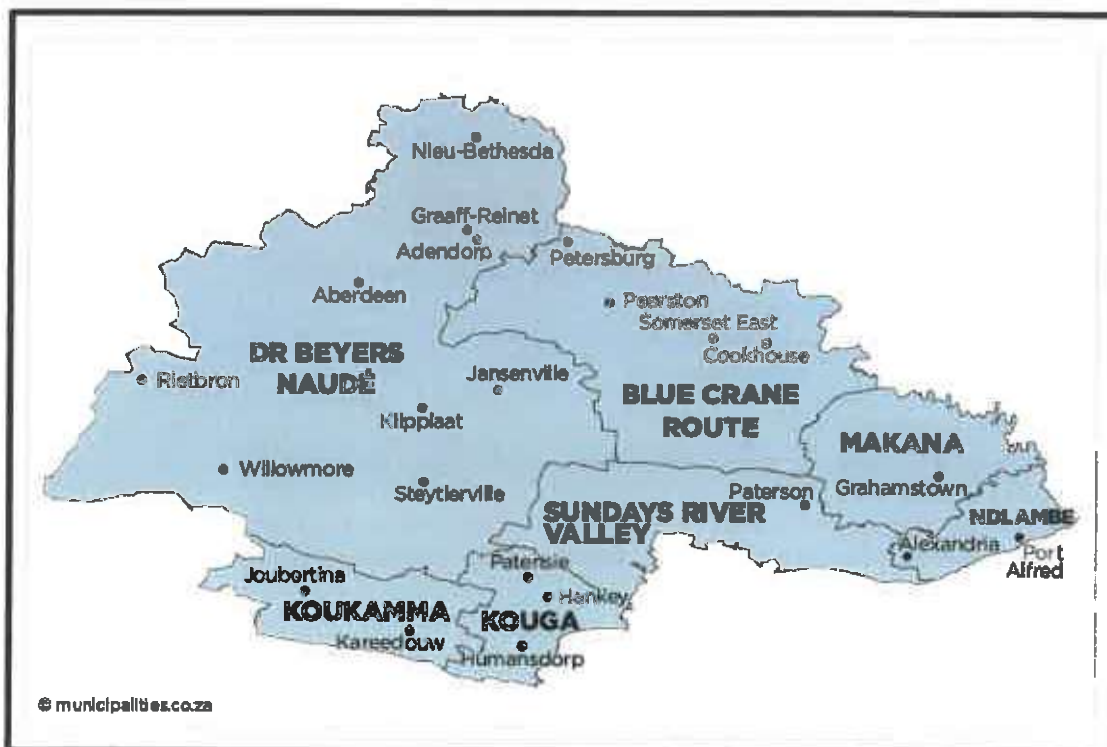 Nieu-Bethesda
Graaff-Reinet
Adendorp
Petersburg
Aberdeen
Pearston
Somerset East
Cookhouse
DR BEYERS
NAUDÉ
Rietbron
Jansenville
BLUE CRANE
ROUTE
Klipplaat
MAKANA
Willowmore
Steytlerville
Paterson
Grahamstown
SUNDAYS RIVER
VALLEY
NDLAMBE
Alexandria
Port
Alfred
Patensie
Joubertina
Hankey
KOUKAMMA
KOUGA
Kareedouw
Humansdorp
© municipalities.co.za